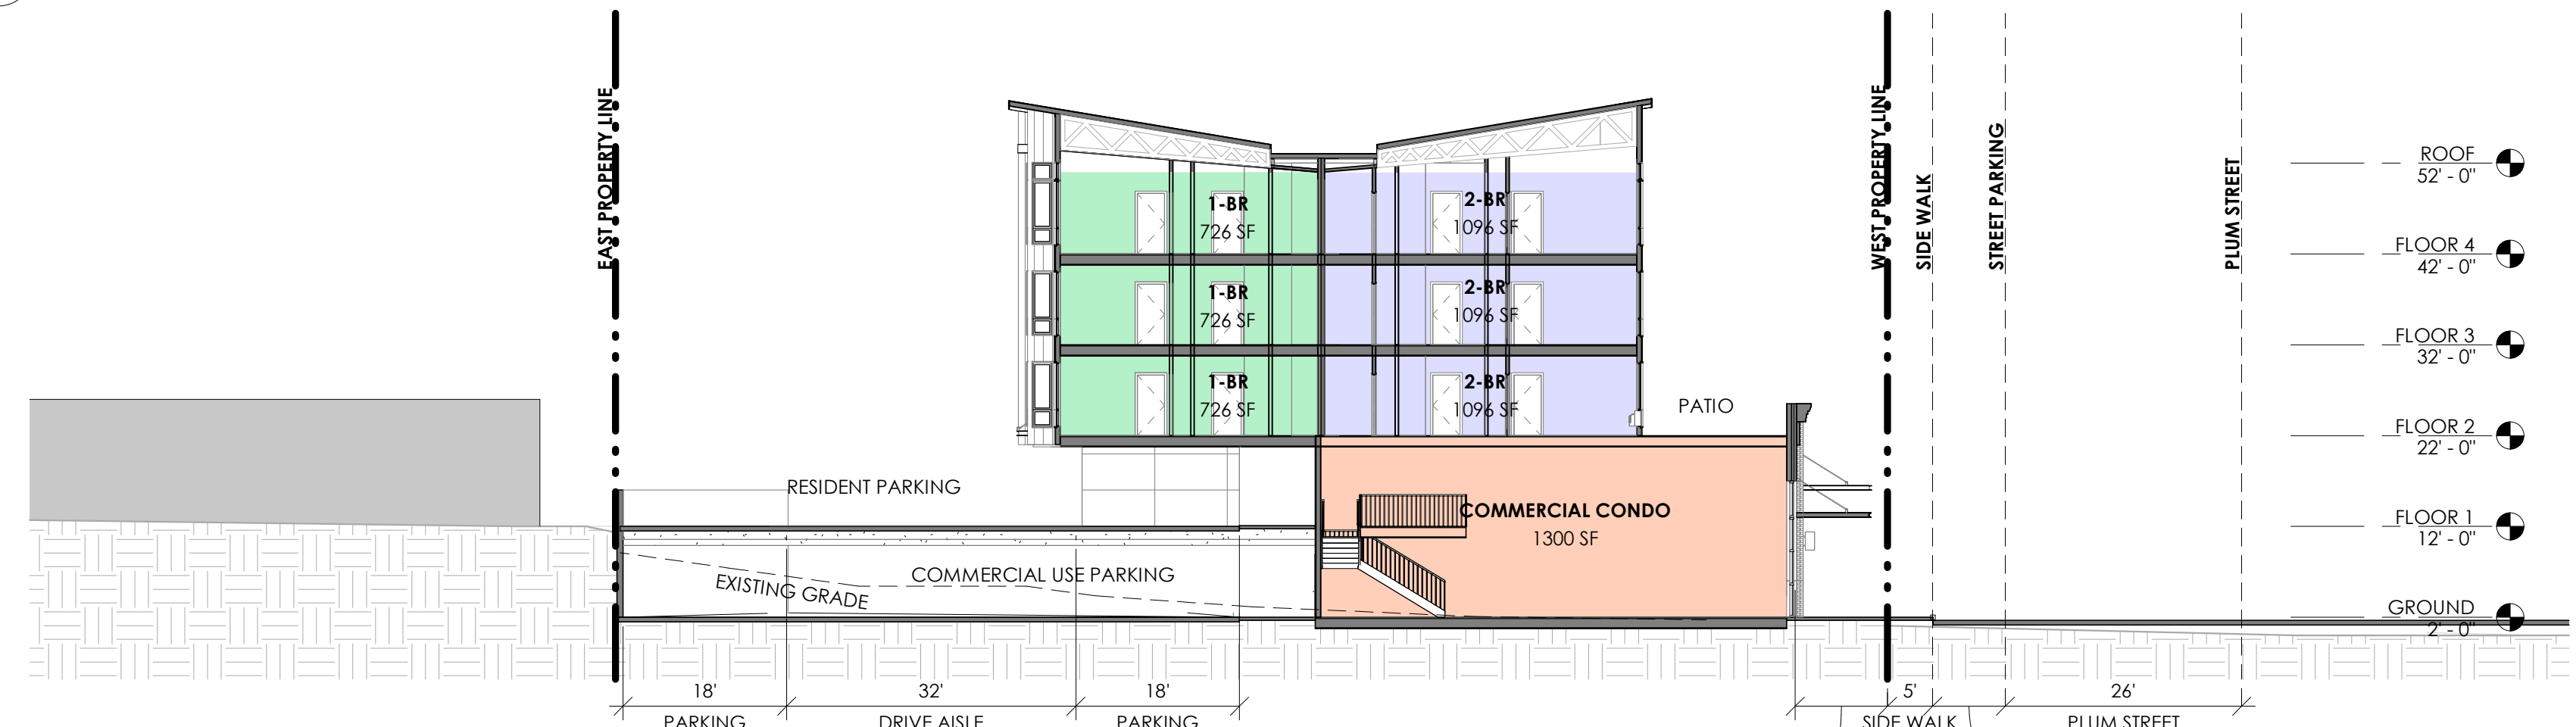 EAST PROPERTY LINE
WEST PROPERTY LINE
SIDE WALK
STREET PARKING
PLUM STREET
ROOF
52' - 0"
FLOOR 4
42' - 0"
FLOOR 3
32' - 0"
FLOOR 2
22' - 0"
FLOOR 1
12' - 0"
GROUND
2' - 0"
1-BR
726 SF
2-BR
1096 SF
1-BR
726 SF
2-BR
1096 SF
1-BR
726 SF
2-BR
1096 SF
PATIO
RESIDENT PARKING
COMMERCIAL CONDO
1300 SF
COMMERCIAL USE PARKING
EXISTING GRADE
18'
32'
18'
5'
26'
PARKING
DRIVE AISLE
PARKING
SIDE WALK
PLUM STREET